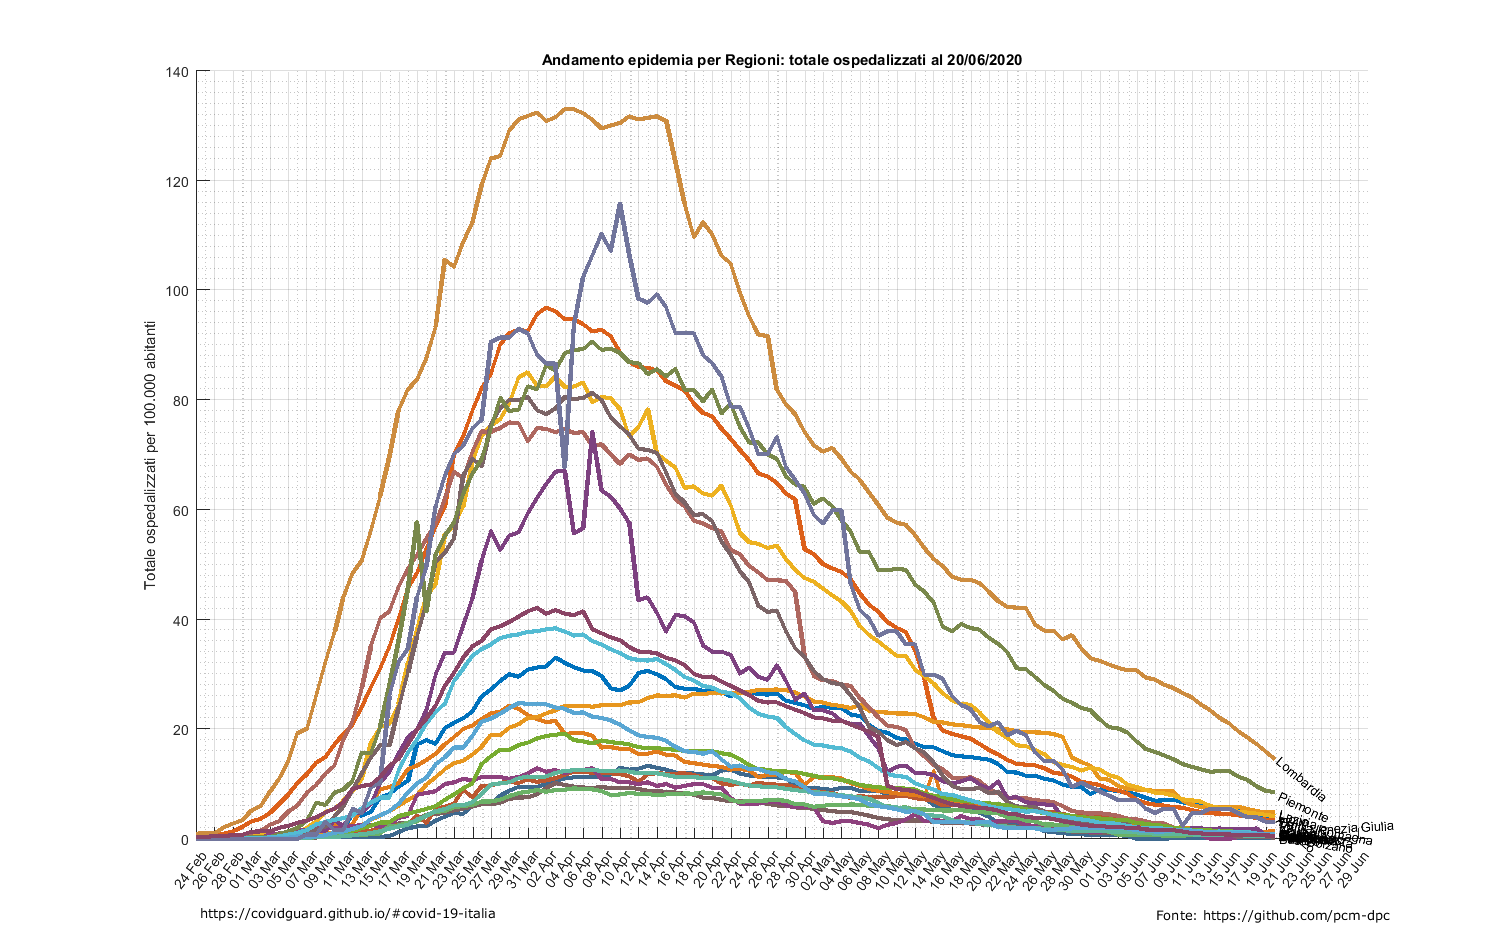 Andamento epidemia per Regioni: totale ospedalizzati al 20/06/2020
Totale ospedalizzati per 100.000 abitanti
140
120
100
80
60
40
20
0
Lombardia
Piemonte
24 Feb
26 Feb
28 Feb
01 Mar
03 Mar
05 Mar
07 Mar
09 Mar
11 Mar
13 Mar
15 Mar
17 Mar
19 Mar
21 Mar
23 Mar
25 Mar
27 Mar
29 Mar
31 Mar
02 Apr
04 Apr
06 Apr
08 Apr
10 Apr
12 Apr
14 Apr
16 Apr
18 Apr
20 Apr
22 Apr
24 Apr
26 Apr
28 Apr
30 Apr
02 May
04 May
06 May
08 May
10 May
12 May
14 May
16 May
18 May
20 May
22 May
24 May
26 May
28 May
30 May
01 Jun
03 Jun
05 Jun
07 Jun
09 Jun
11 Jun
13 Jun
15 Jun
17 Jun
19 Jun
21 Jun
23 Jun
25 Jun
27 Jun
29 Jun
https://covidguard.github.io/#covid-19-italia
Fonte: https://github.com/pcm-dpc